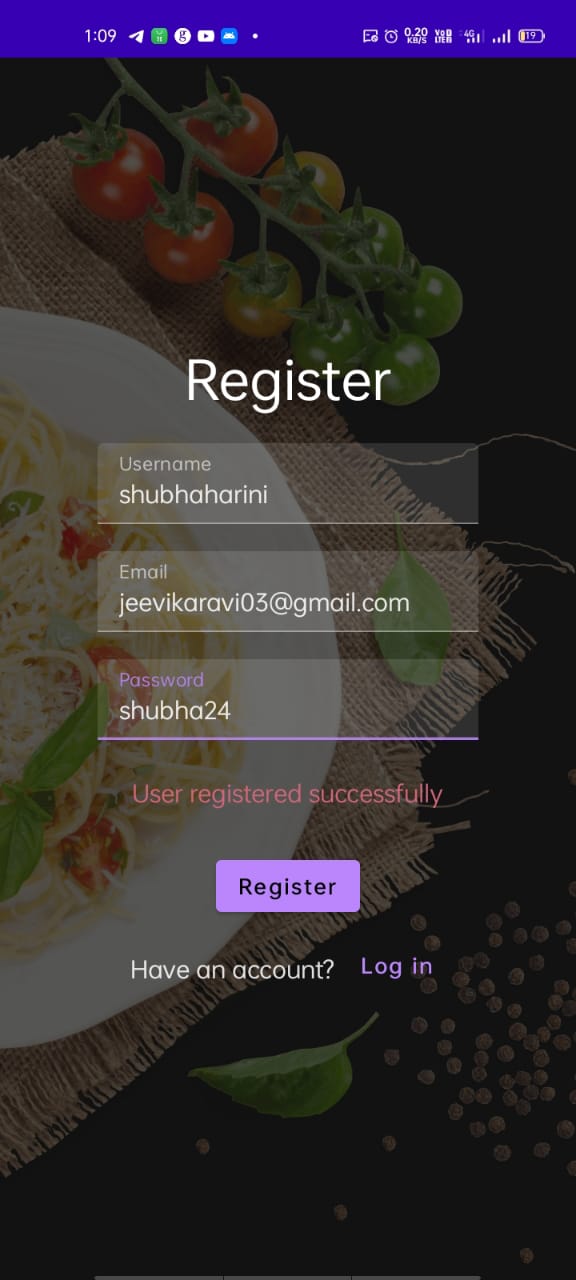 1:09 0.20 KB/S VoD LTE 4G 19
Register
Username
shubhaharini
Email
jeevikaravi03@gmail.com
Password
shubha24
User registered successfully
Register
Have an account? Log in